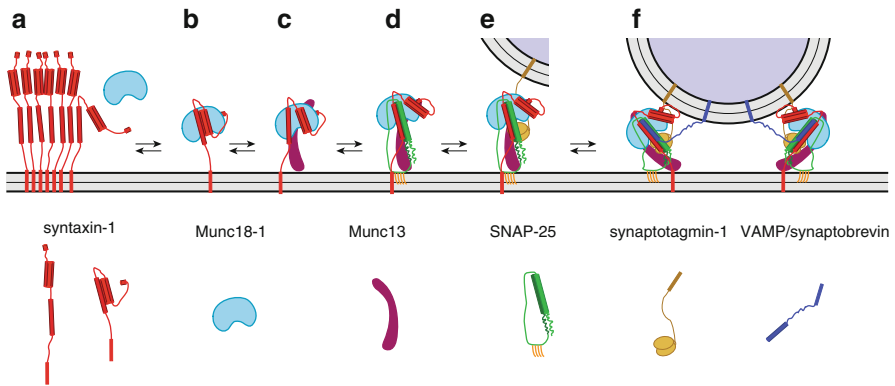 a b c d e f
syntaxin-1 Munc18-1 Munc13 SNAP-25 synaptotagmin-1 VAMP/synaptobrevin